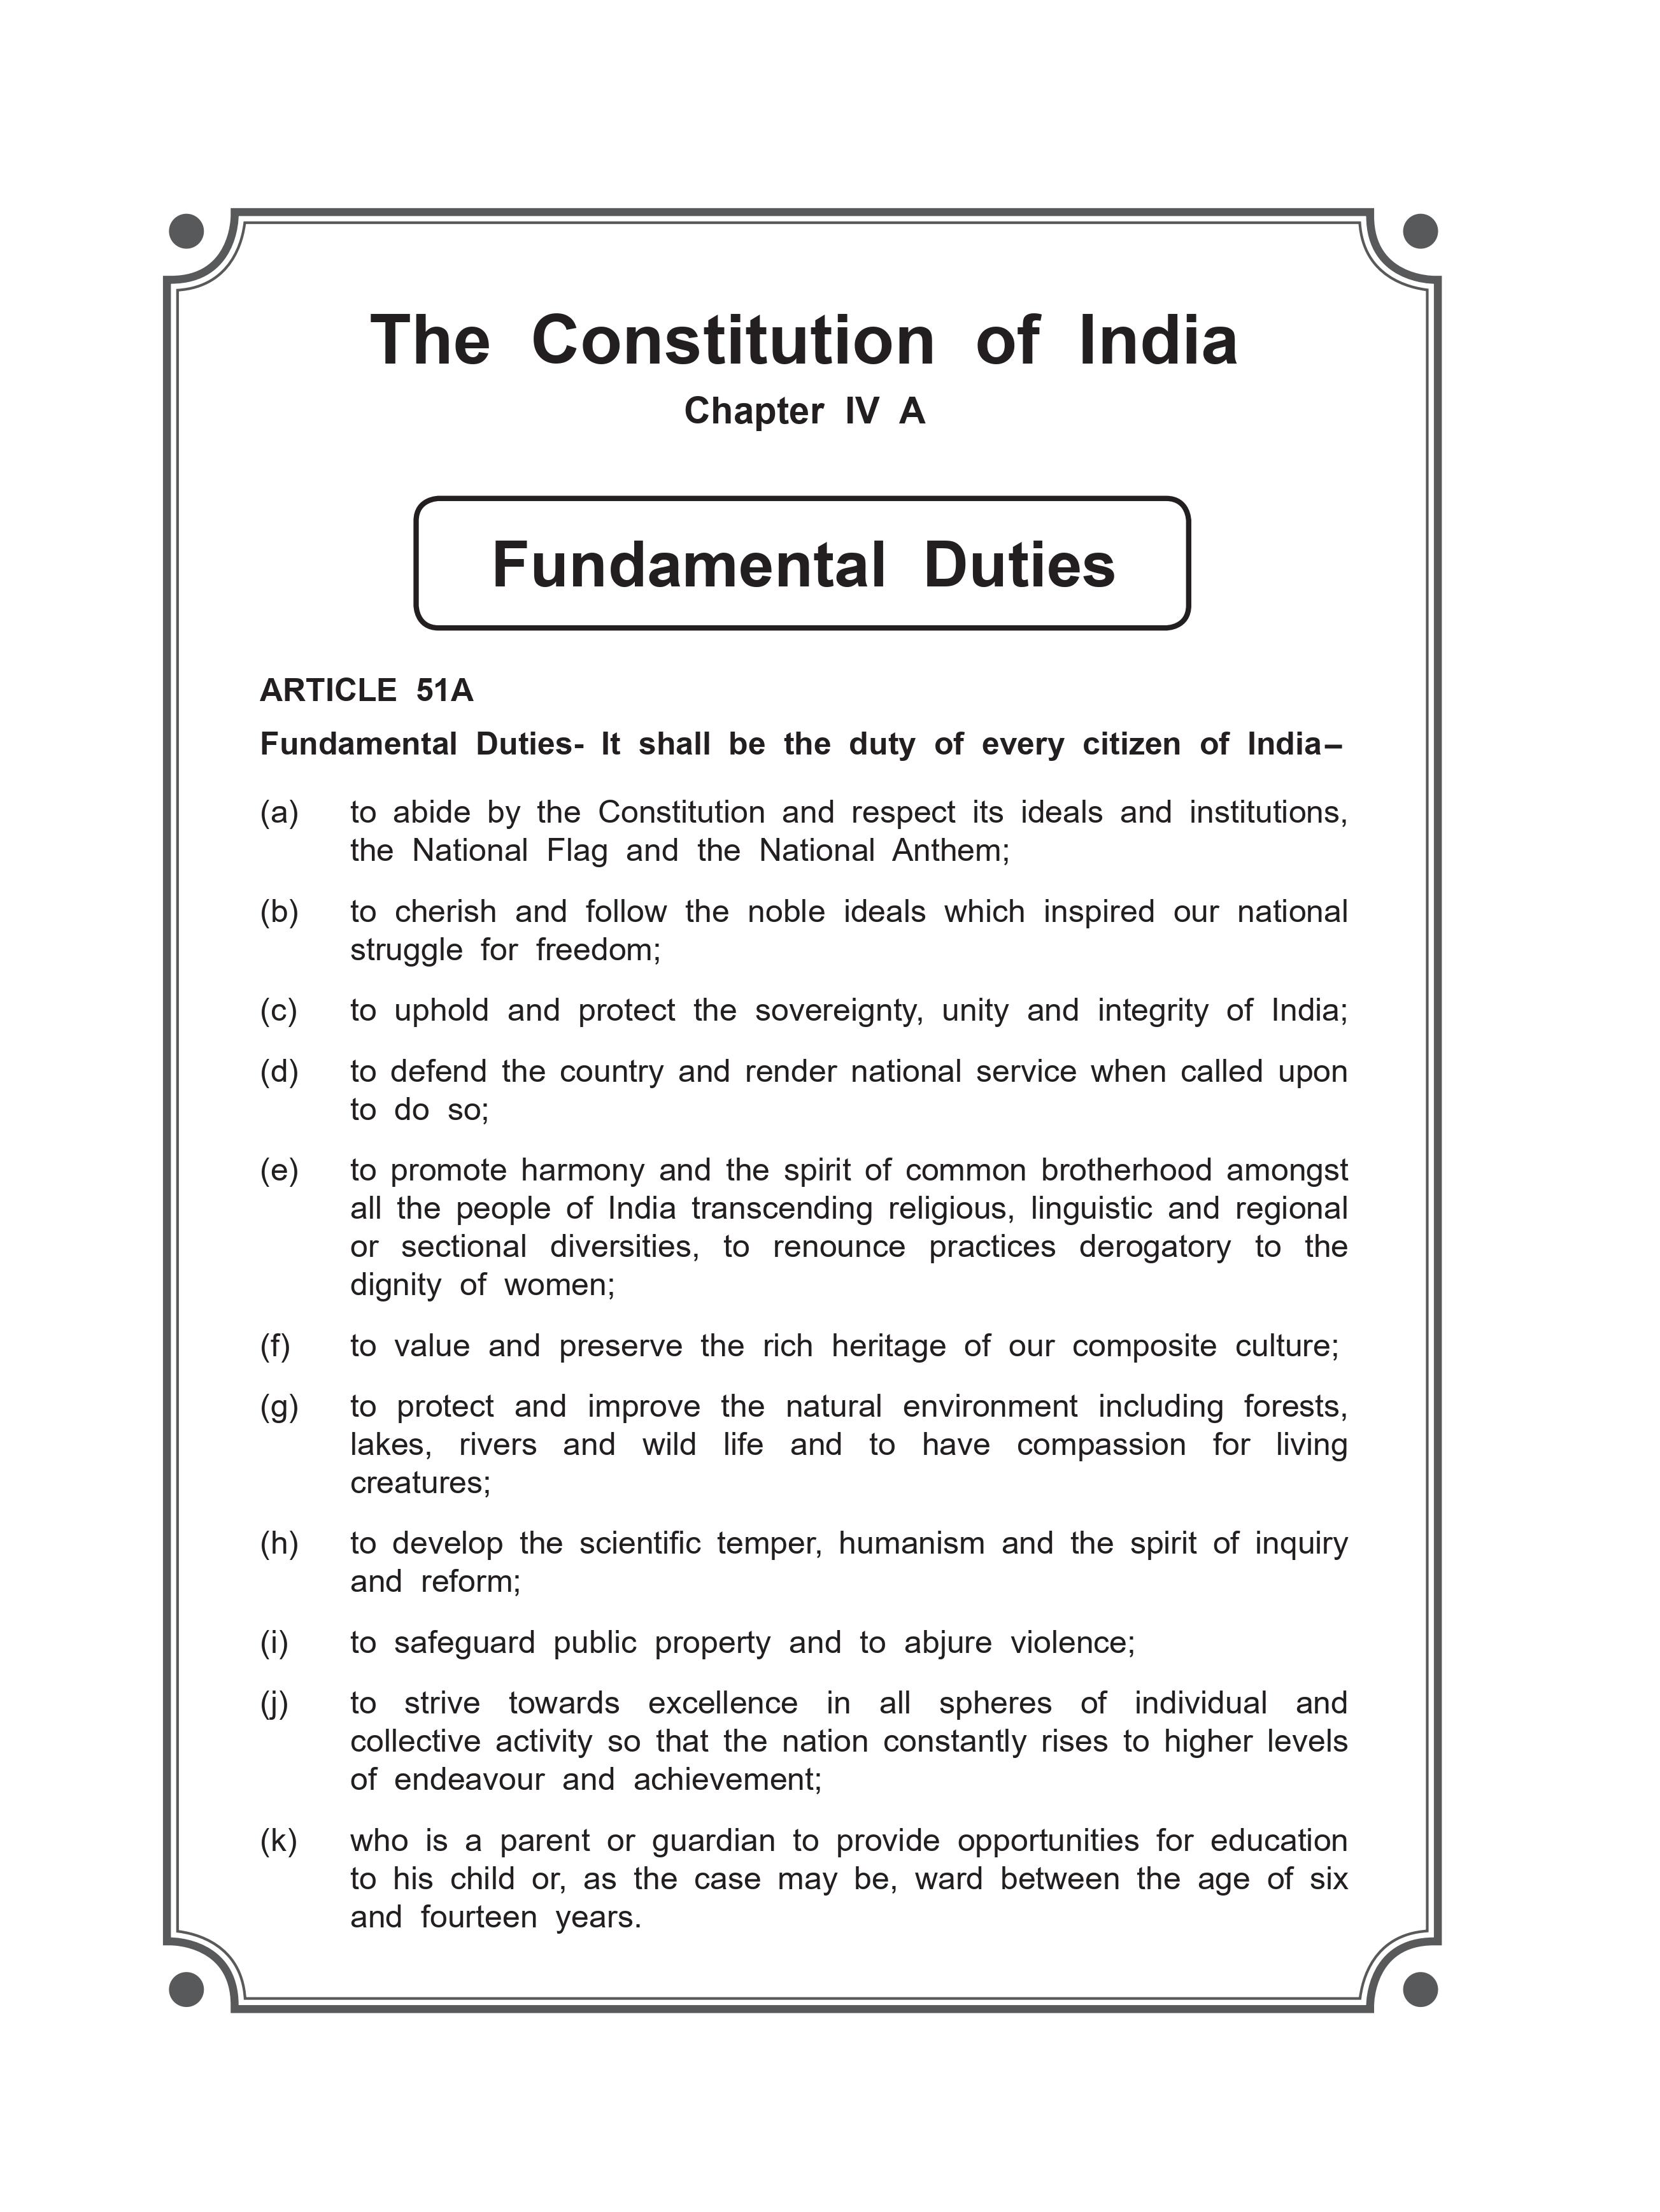 The Constitution of India
Chapter IV A
Fundamental Duties
ARTICLE 51A
Fundamental Duties- It shall be the duty of every citizen of India–
(a) to abide by the Constitution and respect its ideals and institutions,
the National Flag and the National Anthem;
(b) to cherish and follow the noble ideals which inspired our national
struggle for freedom;
(c) to uphold and protect the sovereignty, unity and integrity of India;
(d) to defend the country and render national service when called upon
to do so;
(e) to promote harmony and the spirit of common brotherhood amongst
all the people of India transcending religious, linguistic and regional
or sectional diversities, to renounce practices derogatory to the
dignity of women;
(f) to value and preserve the rich heritage of our composite culture;
(g) to protect and improve the natural environment including forests,
lakes, rivers and wild life and to have compassion for living
creatures;
(h) to develop the scientific temper, humanism and the spirit of inquiry
and reform;
(i) to safeguard public property and to abjure violence;
(j) to strive towards excellence in all spheres of individual and
collective activity so that the nation constantly rises to higher levels
of endeavour and achievement;
(k) who is a parent or guardian to provide opportunities for education
to his child or, as the case may be, ward between the age of six
and fourteen years.